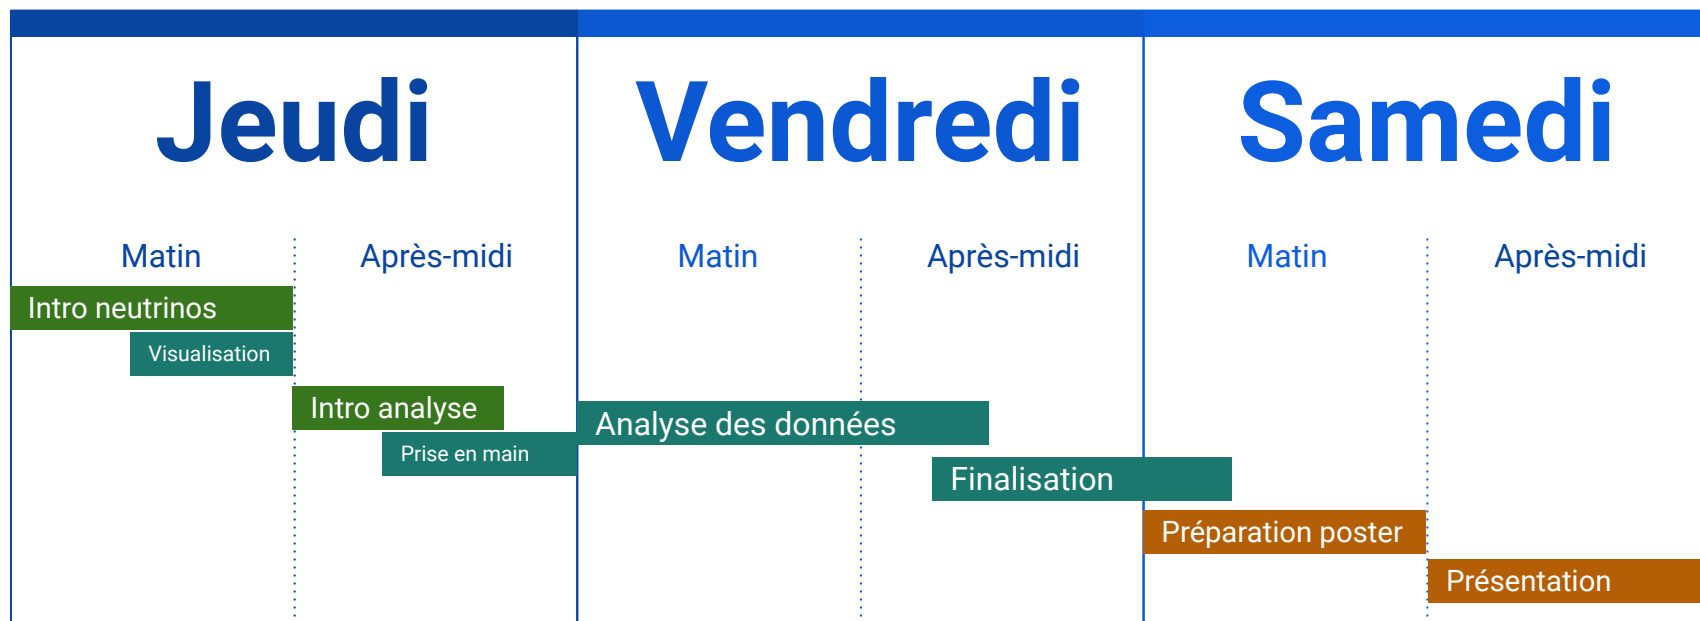 Jeudi
Vendredi
Samedi
Matin
Après-midi
Matin
Après-midi
Matin
Après-midi
Intro neutrinos
Visualisation
Intro analyse
Analyse des données
Prise en main
Finalisation
Préparation poster
Présentation